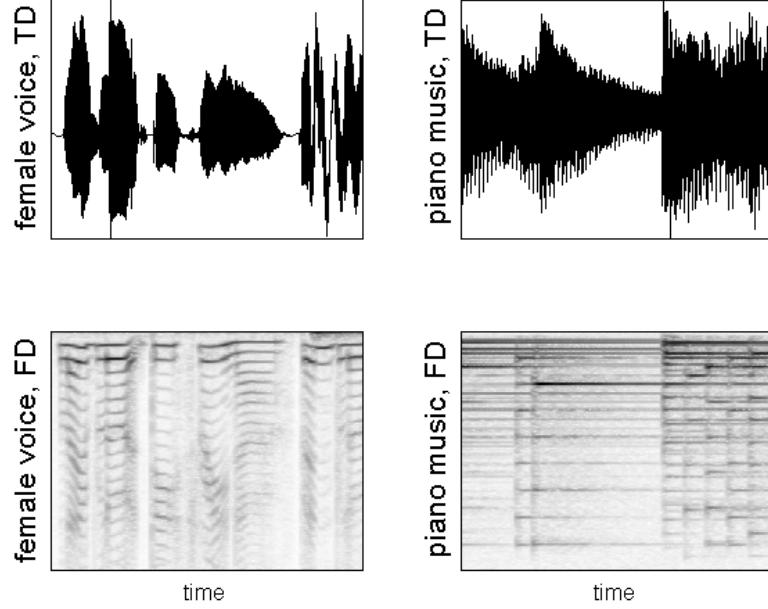 female voice, TD
piano music, TD
female voice, FD
piano music, FD
time
time